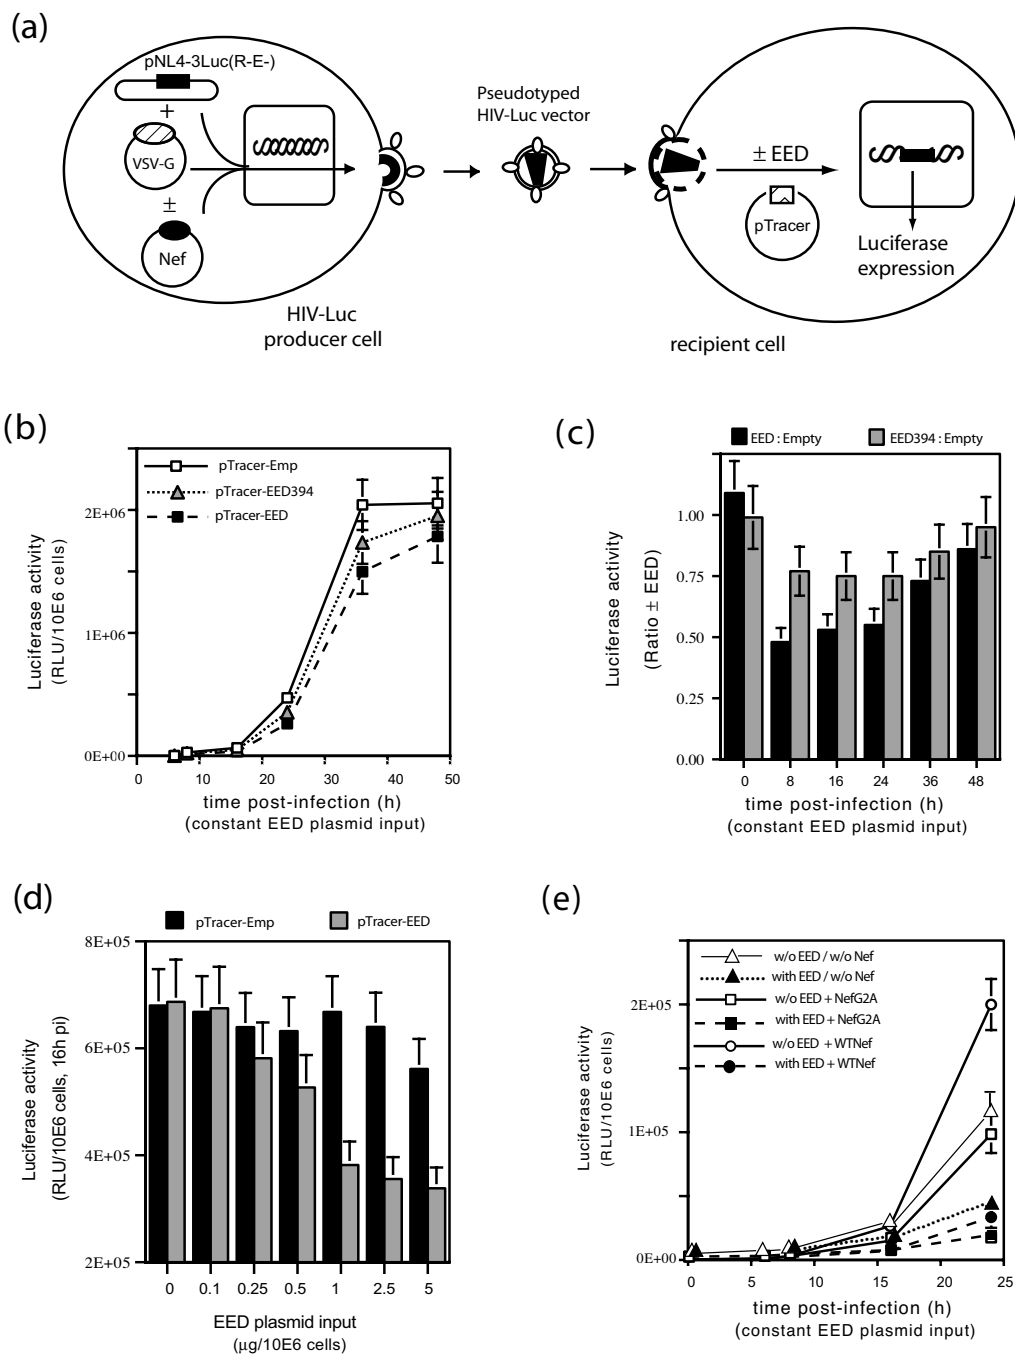 (a)
pNL4-3Luc(R-E-)
+
VSV-G
±
Nef
HIV-Luc
producer cell
Pseudotyped
HIV-Luc vector
± EED
pTracer
Luciferase
expression
recipient cell
(b)
pTracer-Emp
pTracer-EED394
pTracer-EED
Luciferase activity
(RLU/10E6 cells)
2E+06
1E+06
0E+00
0 10 20 30 40 50
time post-infection (h)
(constant EED plasmid input)
(c)
EED : Empty
EED394 : Empty
Luciferase activity
(Ratio ± EED)
1.00
0.75
0.50
0.25
0.00
0 8 16 24 36 48
time post-infection (h)
(constant EED plasmid input)
(d)
pTracer-Emp
pTracer-EED
Luciferase activity
(RLU/10E6 cells, 16h pi)
8E+05
6E+05
4E+05
2E+05
0 0.1 0.25 0.5 1 2.5 5
EED plasmid input
(µg/10E6 cells)
(e)
w/o EED / w/o Nef
with EED / w/o Nef
w/o EED + NefG2A
with EED + NefG2A
w/o EED + WTNef
with EED + WTNef
Luciferase activity
(RLU/10E6 cells)
2E+05
1E+05
0E+00
0 5 10 15 20 25
time post-infection (h)
(constant EED plasmid input)